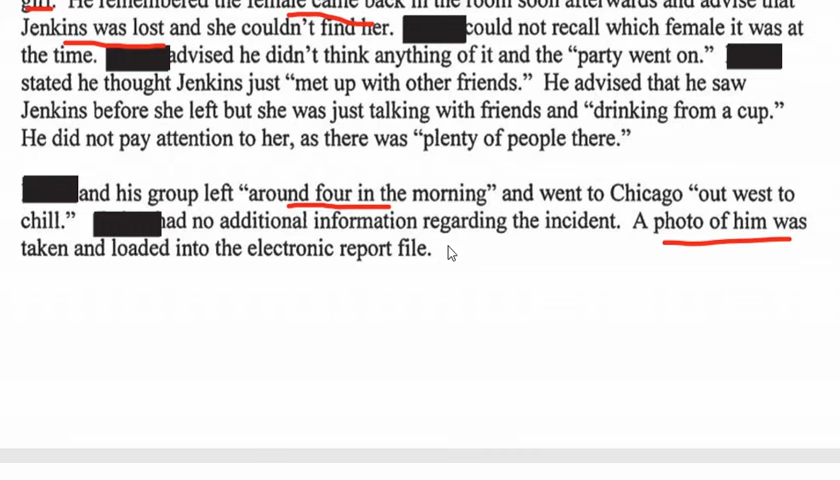 He remembered the female came back in the room soon afterwards and advise that
Jenkins was lost and she couldn't find her. could not recall which female it was at
the time. advised he didn't think anything of it and the “party went on.”
stated he thought Jenkins just “met up with other friends.” He advised that he saw
Jenkins before she left but she was just talking with friends and “drinking from a cup.”
He did not pay attention to her, as there was “plenty of people there.”
and his group left “around four in the morning” and went to Chicago “out west to
chill.” had no additional information regarding the incident. A photo of him was
taken and loaded into the electronic report file.